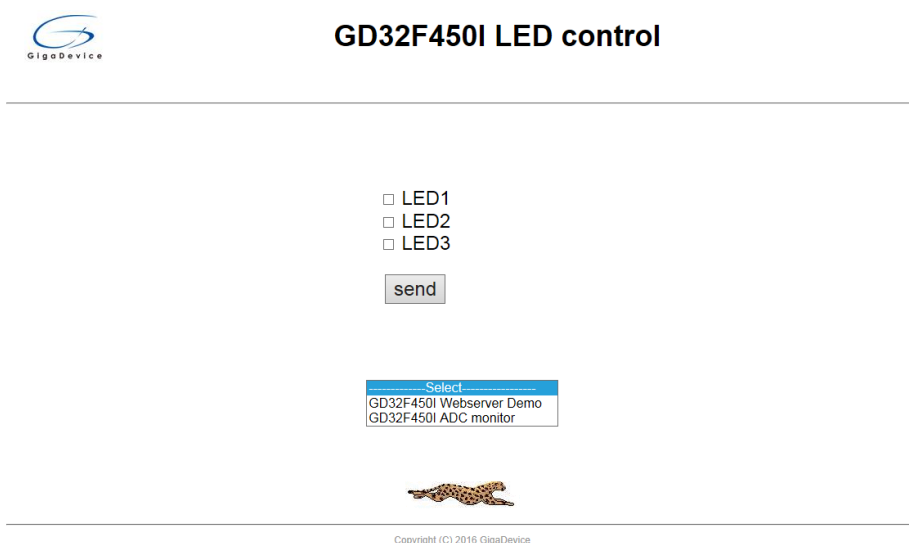 GigaDevice
GD32F450I LED control
LED1
LED2
LED3
send
-------------Select-----------------
GD32F450I Webserver Demo
GD32F450I ADC monitor
Copyright (C) 2016 GigaDevice